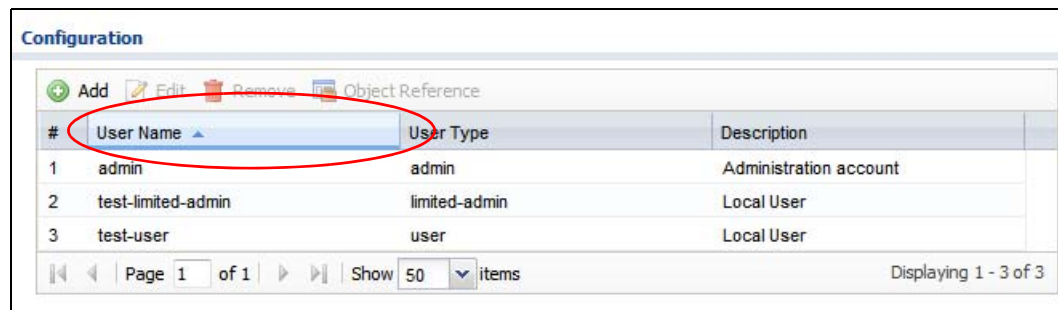 Configuration
Add Edit Remove Object Reference
# User Name User Type Description
1 admin admin Administration account
2 test-limited-admin limited-admin Local User
3 test-user user Local User
Page 1 of 1 Show 50 items Displaying 1 - 3 of 3